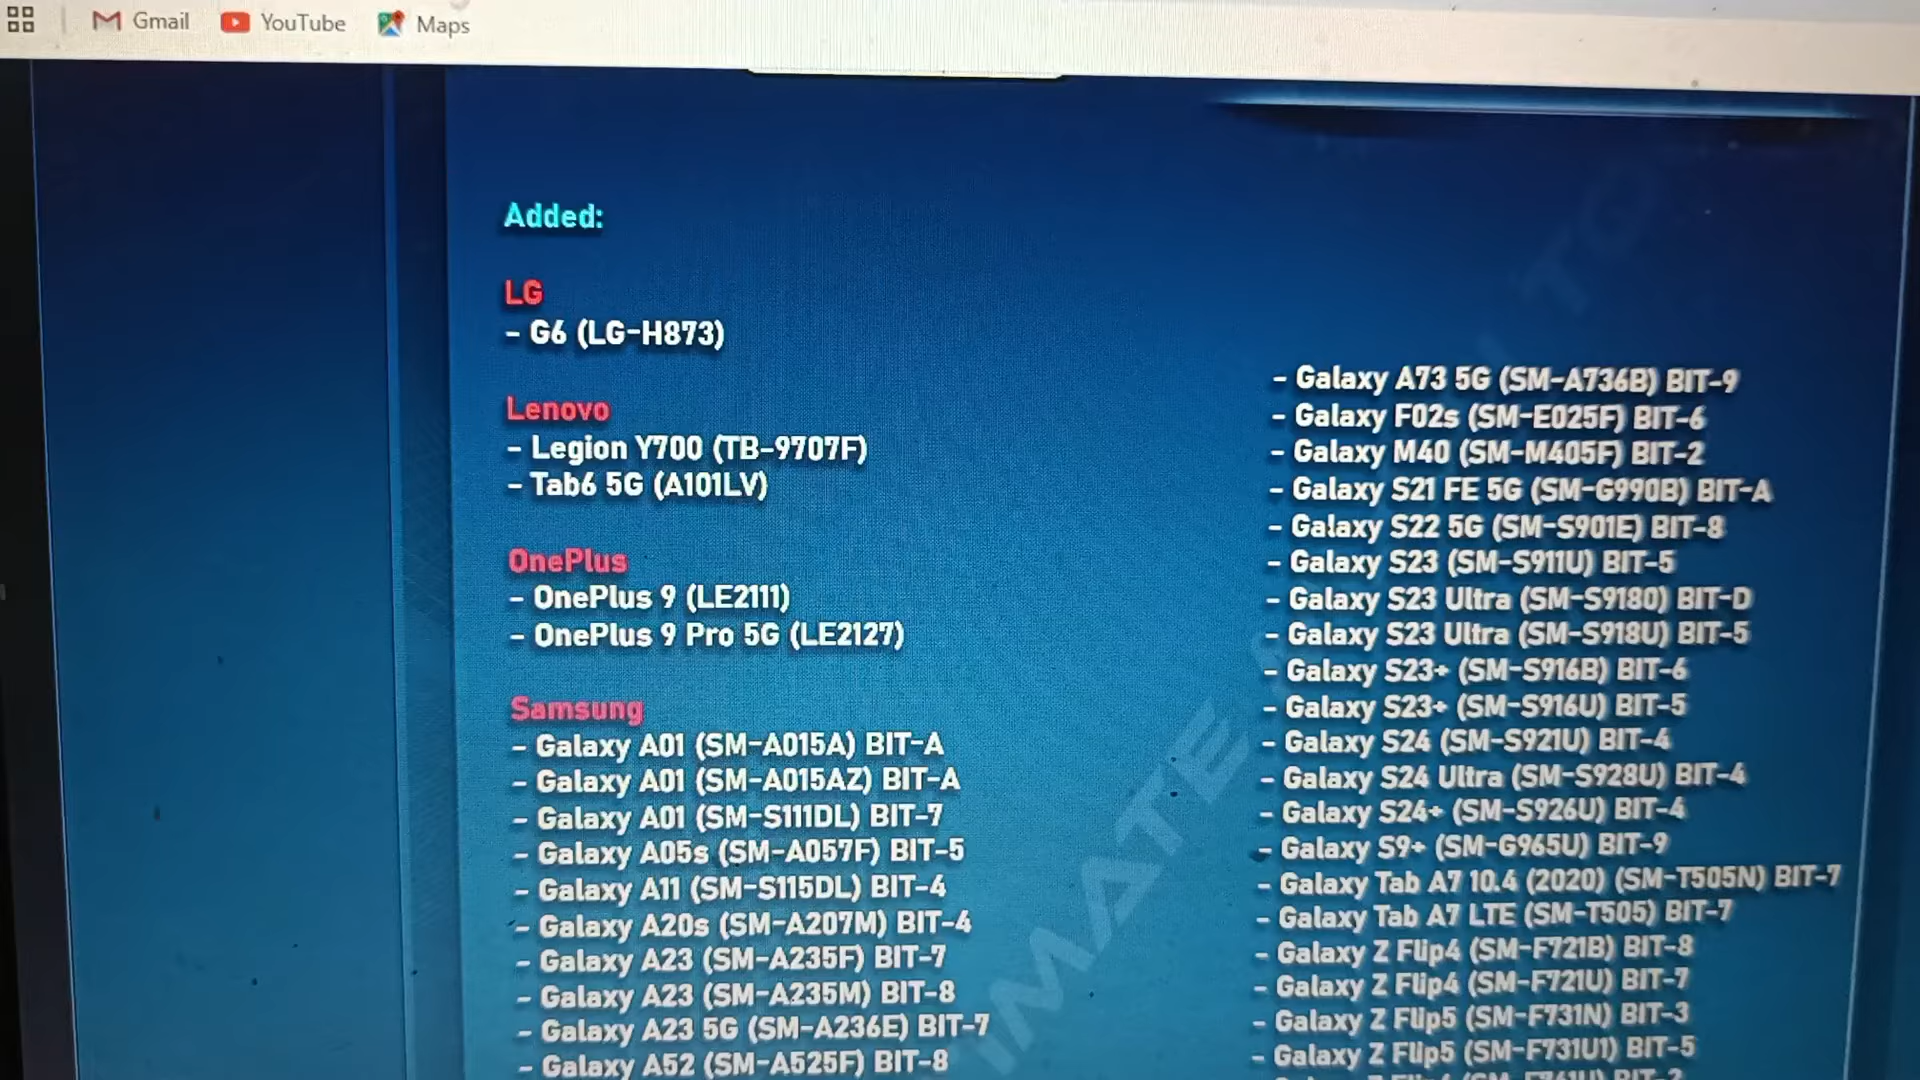 Gmail
YouTube
Maps
Added:
LG
- G6 (LG-H873)
Lenovo
- Legion Y700 (TB-9707F)
- Tab6 5G (A101LV)
OnePlus
- OnePlus 9 (LE2111)
- OnePlus 9 Pro 5G (LE2127)
Samsung
- Galaxy A01 (SM-A015A) BIT-A
- Galaxy A01 (SM-A015AZ) BIT-A
- Galaxy A01 (SM-S111DL) BIT-7
- Galaxy A05s (SM-A057F) BIT-5
- Galaxy A11 (SM-S115DL) BIT-4
- Galaxy A20s (SM-A207M) BIT-4
- Galaxy A23 (SM-A235F) BIT-7
- Galaxy A23 (SM-A235M) BIT-8
- Galaxy A23 5G (SM-A236E) BIT-7
- Galaxy A52 (SM-A525F) BIT-8
- Galaxy A73 5G (SM-A736B) BIT-9
- Galaxy F02s (SM-E025F) BIT-6
- Galaxy M40 (SM-M405F) BIT-2
- Galaxy S21 FE 5G (SM-G990B) BIT-A
- Galaxy S22 5G (SM-S901E) BIT-8
- Galaxy S23 (SM-S911U) BIT-5
- Galaxy S23 Ultra (SM-S9180) BIT-D
- Galaxy S23 Ultra (SM-S918U) BIT-5
- Galaxy S23+ (SM-S916B) BIT-6
- Galaxy S23+ (SM-S916U) BIT-5
- Galaxy S24 (SM-S921U) BIT-4
- Galaxy S24 Ultra (SM-S928U) BIT-4
- Galaxy S24+ (SM-S926U) BIT-4
- Galaxy S9+ (SM-G965U) BIT-9
- Galaxy Tab A7 10.4 (2020) (SM-T505N) BIT-7
- Galaxy Tab A7 LTE (SM-T505) BIT-7
- Galaxy Z Flip4 (SM-F721B) BIT-8
- Galaxy Z Flip4 (SM-F721U) BIT-7
- Galaxy Z Flip5 (SM-F731N) BIT-3
- Galaxy Z Flip5 (SM-F731U1) BIT-5